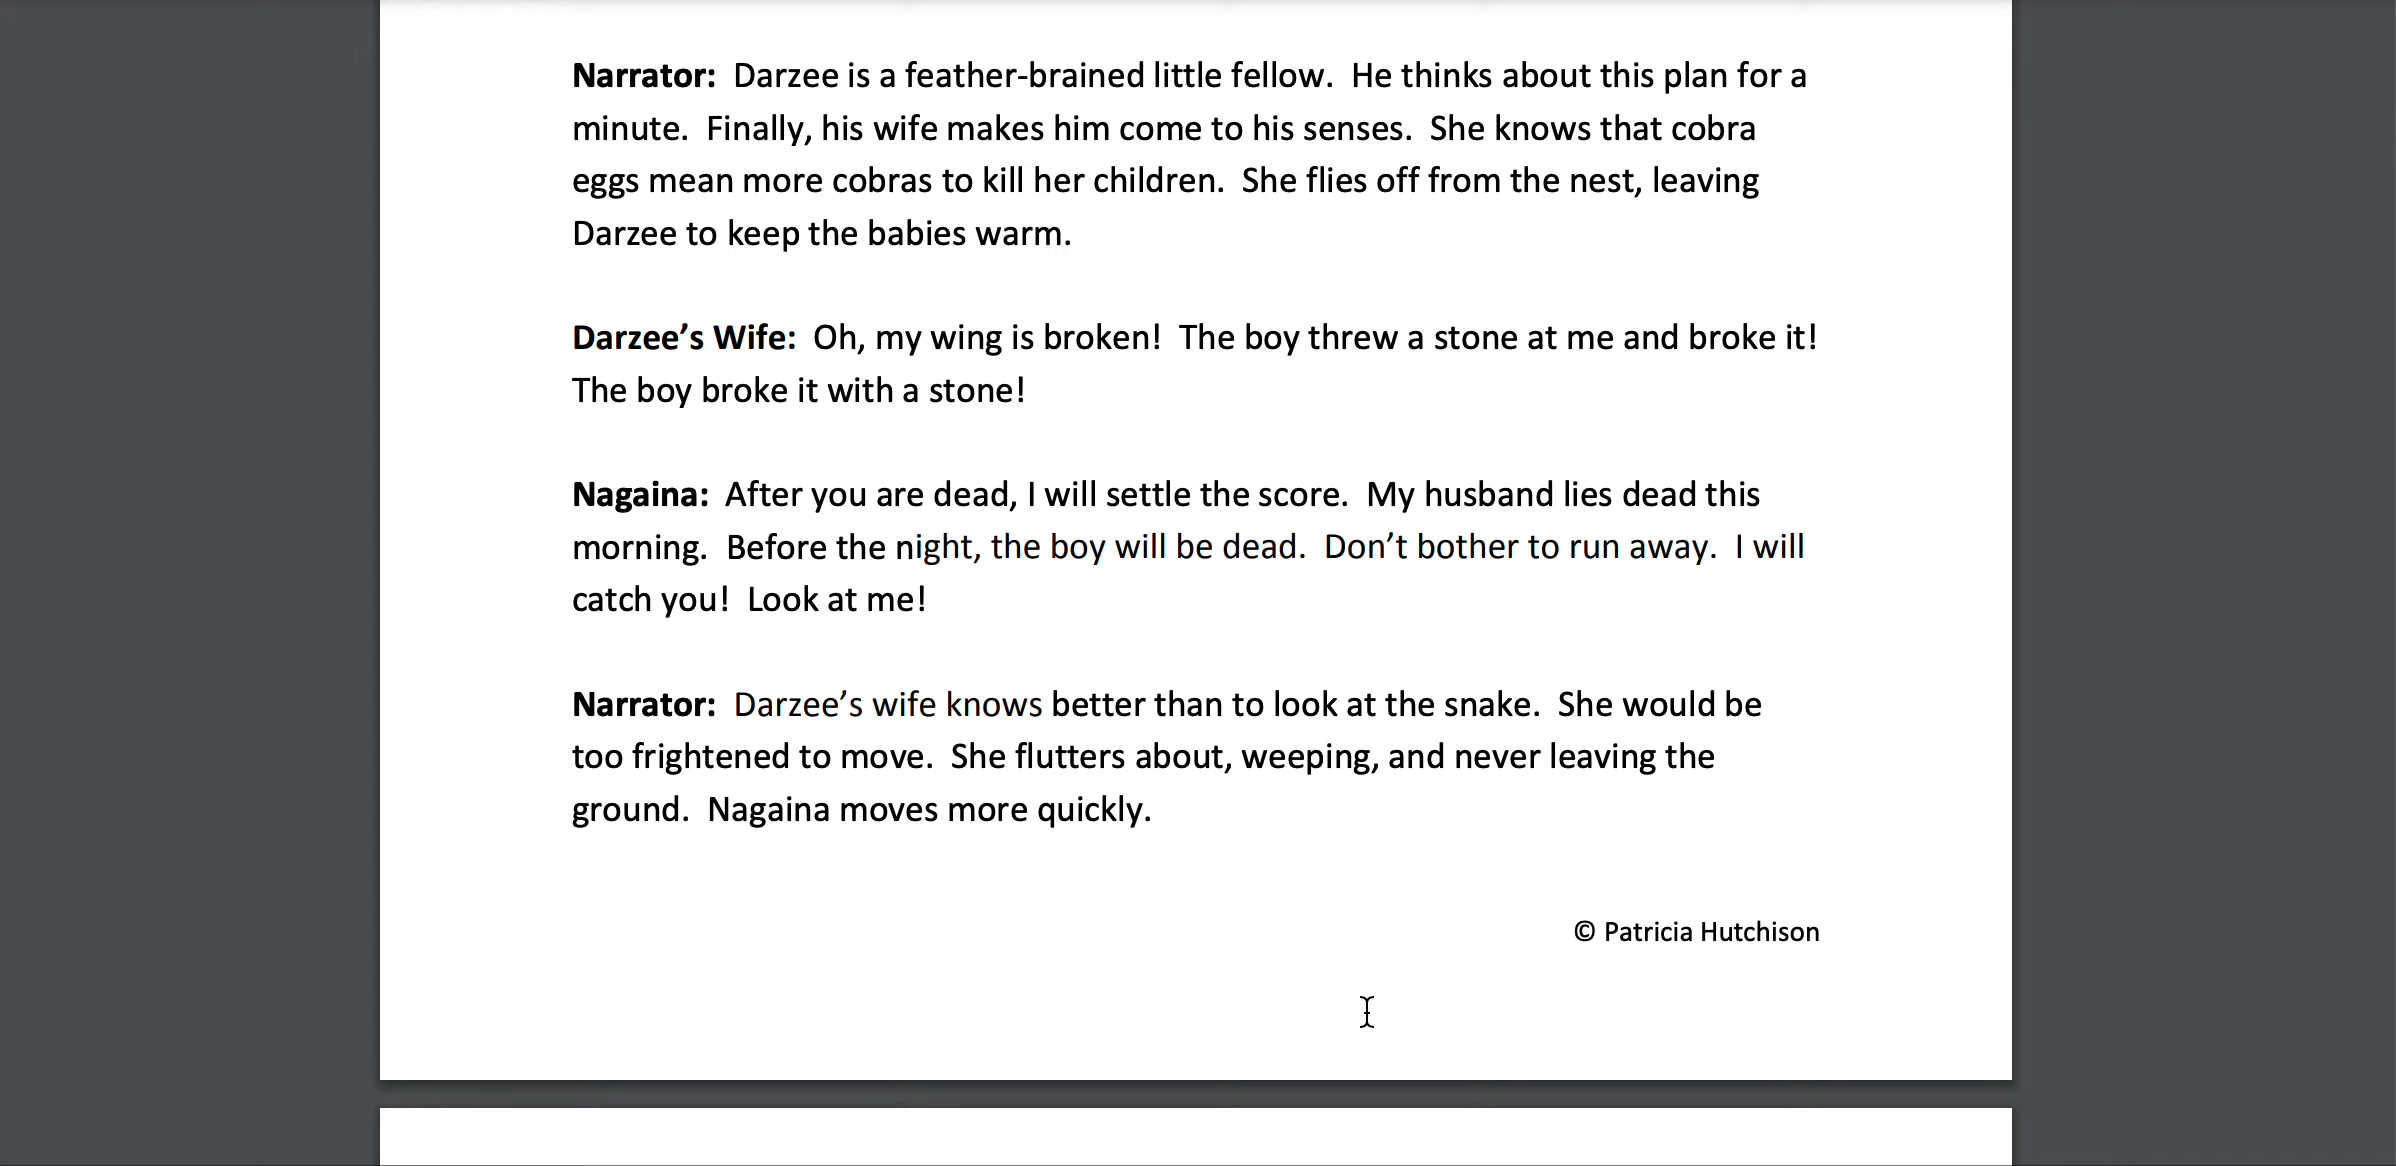 Narrator:  Darzee is a feather-brained little fellow.  He thinks about this plan for a
minute.  Finally, his wife makes him come to his senses.  She knows that cobra
eggs mean more cobras to kill her children.  She flies off from the nest, leaving
Darzee to keep the babies warm.
Darzee’s Wife:  Oh, my wing is broken!  The boy threw a stone at me and broke it!
The boy broke it with a stone!
Nagaina:  After you are dead, I will settle the score.  My husband lies dead this
morning.  Before the night, the boy will be dead.  Don’t bother to run away.  I will
catch you!  Look at me!
Narrator:  Darzee’s wife knows better than to look at the snake.  She would be
too frightened to move.  She flutters about, weeping, and never leaving the
ground.  Nagaina moves more quickly.
© Patricia Hutchison